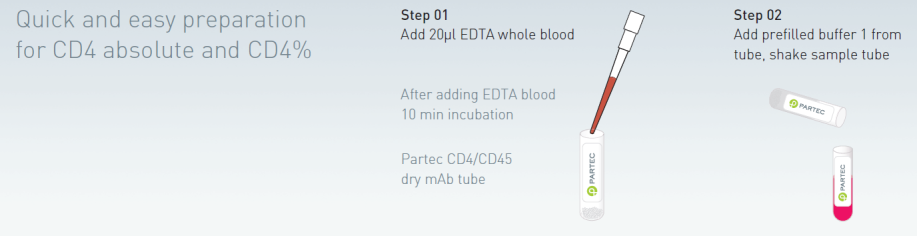 Quick and easy preparation
for CD4 absolute and CD4%
Step 01
Add 20µl EDTA whole blood
After adding EDTA blood
10 min incubation
Partec CD4/CD45
dry mAb tube
PARTEC
Step 02
Add prefilled buffer 1 from
tube, shake sample tube
PARTEC
PARTEC